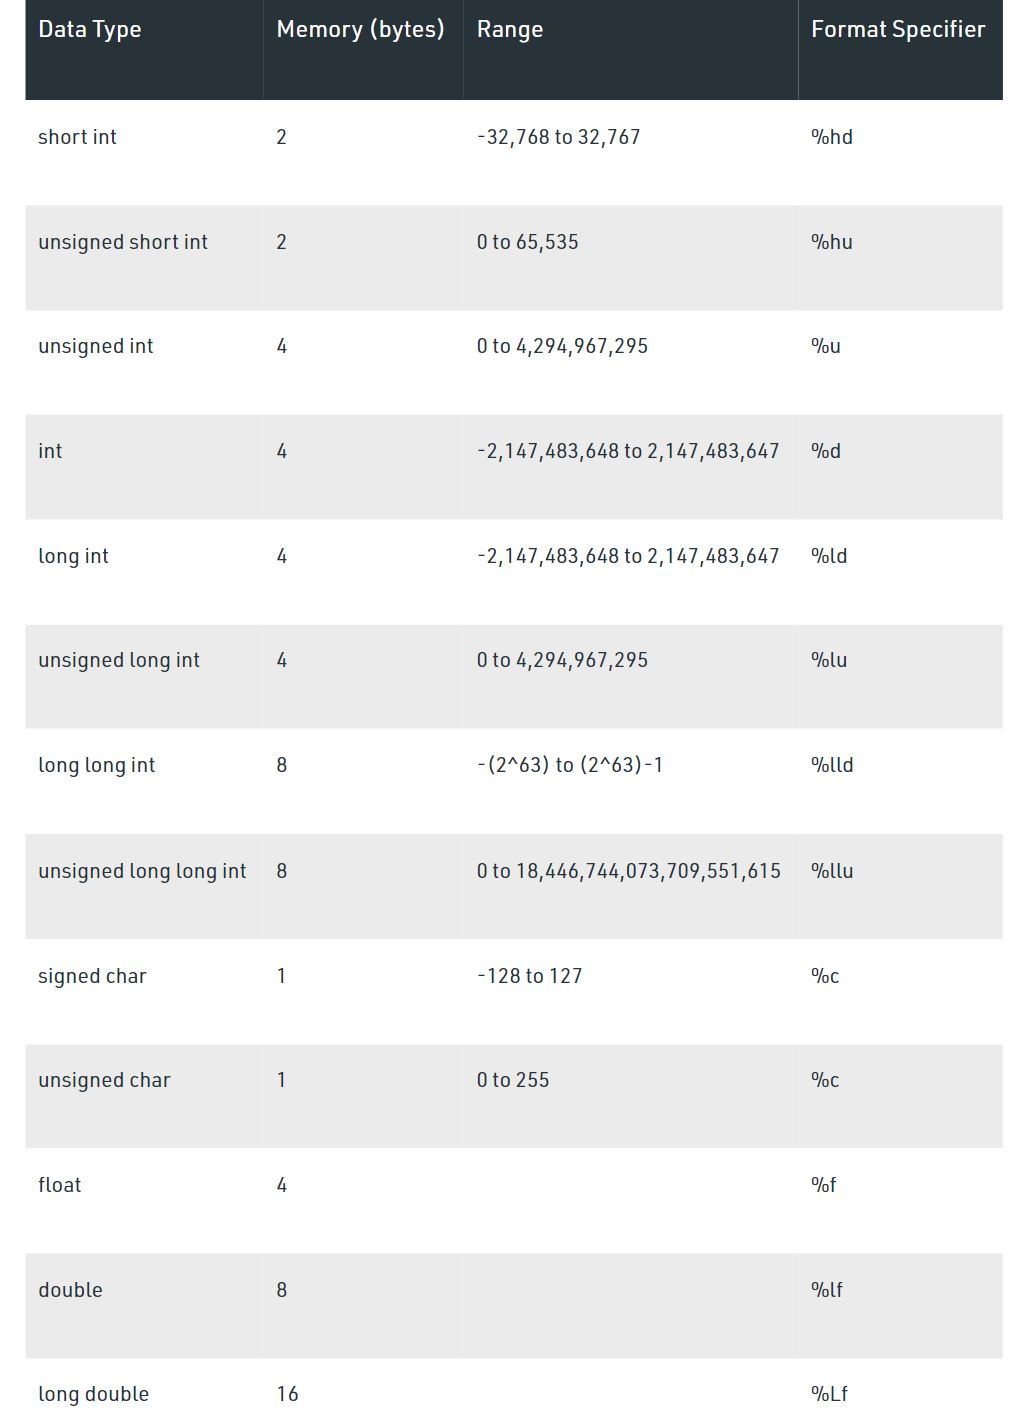 Data Type Memory (bytes) Range Format Specifier
short int 2 -32,768 to 32,767 %hd
unsigned short int 2 0 to 65,535 %hu
unsigned int 4 0 to 4,294,967,295 %u
int 4 -2,147,483,648 to 2,147,483,647 %d
long int 4 -2,147,483,648 to 2,147,483,647 %ld
unsigned long int 4 0 to 4,294,967,295 %lu
long long int 8 -(2^63) to (2^63)-1 %lld
unsigned long long int 8 0 to 18,446,744,073,709,551,615 %llu
signed char 1 -128 to 127 %c
unsigned char 1 0 to 255 %c
float 4 %f
double 8 %lf
long double 16 %Lf